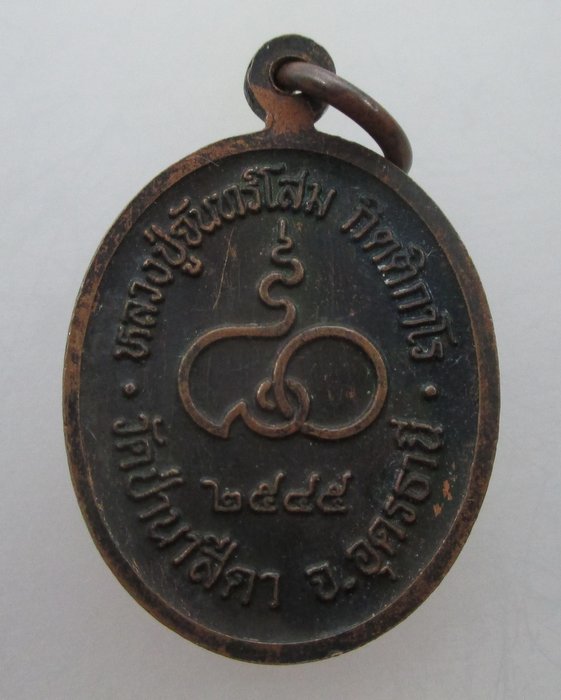 หลวงปู่จันทร์โสม กิตติกาโร
๒๕๔๕
วัดป่านาสีดา จ.อุดรธานี